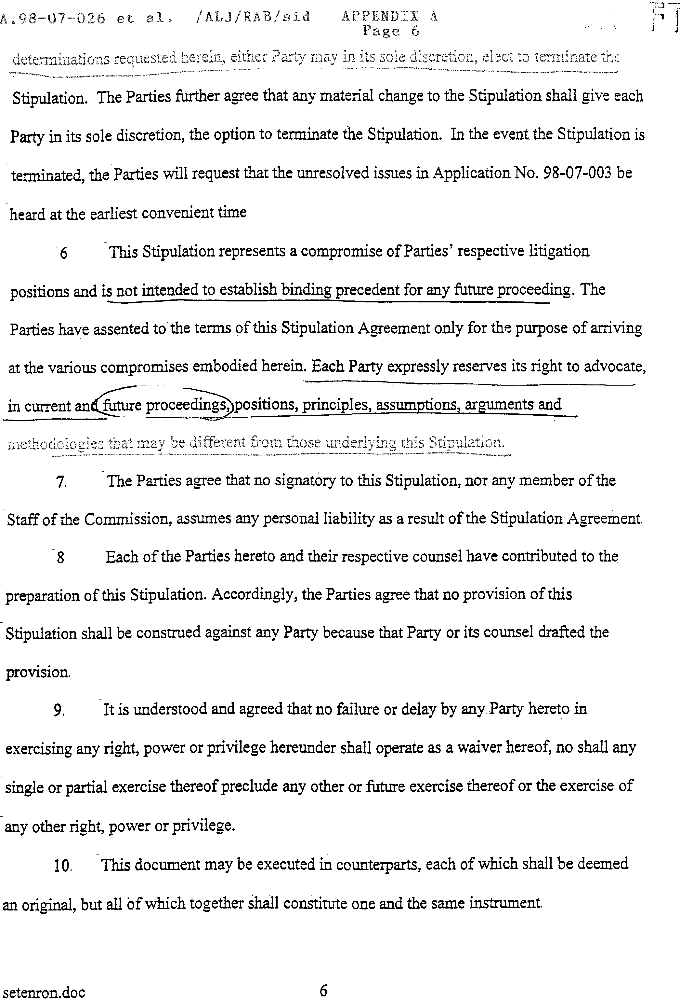 A.98-07-026 et al. /ALJ/RAB/sid APPENDIX A
Page 6
determinations requested herein, either Party may in its sole discretion, elect to terminate the
Stipulation. The Parties further agree that any material change to the Stipulation shall give each
Party in its sole discretion, the option to terminate the Stipulation. In the event the Stipulation is
terminated, the Parties will request that the unresolved issues in Application No. 98-07-003 be
heard at the earliest convenient time.
6 This Stipulation represents a compromise of Parties' respective litigation
positions and is not intended to establish binding precedent for any future proceeding. The
Parties have assented to the terms of this Stipulation Agreement only for the purpose of arriving
at the various compromises embodied herein. Each Party expressly reserves its right to advocate,
in current and future proceedings, positions, principles, assumptions, arguments and
methodologies that may be different from those underlying this Stipulation.
7. The Parties agree that no signatory to this Stipulation, nor any member of the
Staff of the Commission, assumes any personal liability as a result of the Stipulation Agreement.
8. Each of the Parties hereto and their respective counsel have contributed to the
preparation of this Stipulation. Accordingly, the Parties agree that no provision of this
Stipulation shall be construed against any Party because that Party or its counsel drafted the
provision.
9. It is understood and agreed that no failure or delay by any Party hereto in
exercising any right, power or privilege hereunder shall operate as a waiver hereof, no shall any
single or partial exercise thereof preclude any other or future exercise thereof or the exercise of
any other right, power or privilege.
10. This document may be executed in counterparts, each of which shall be deemed
an original, but all of which together shall constitute one and the same instrument.
setenron.doc 6